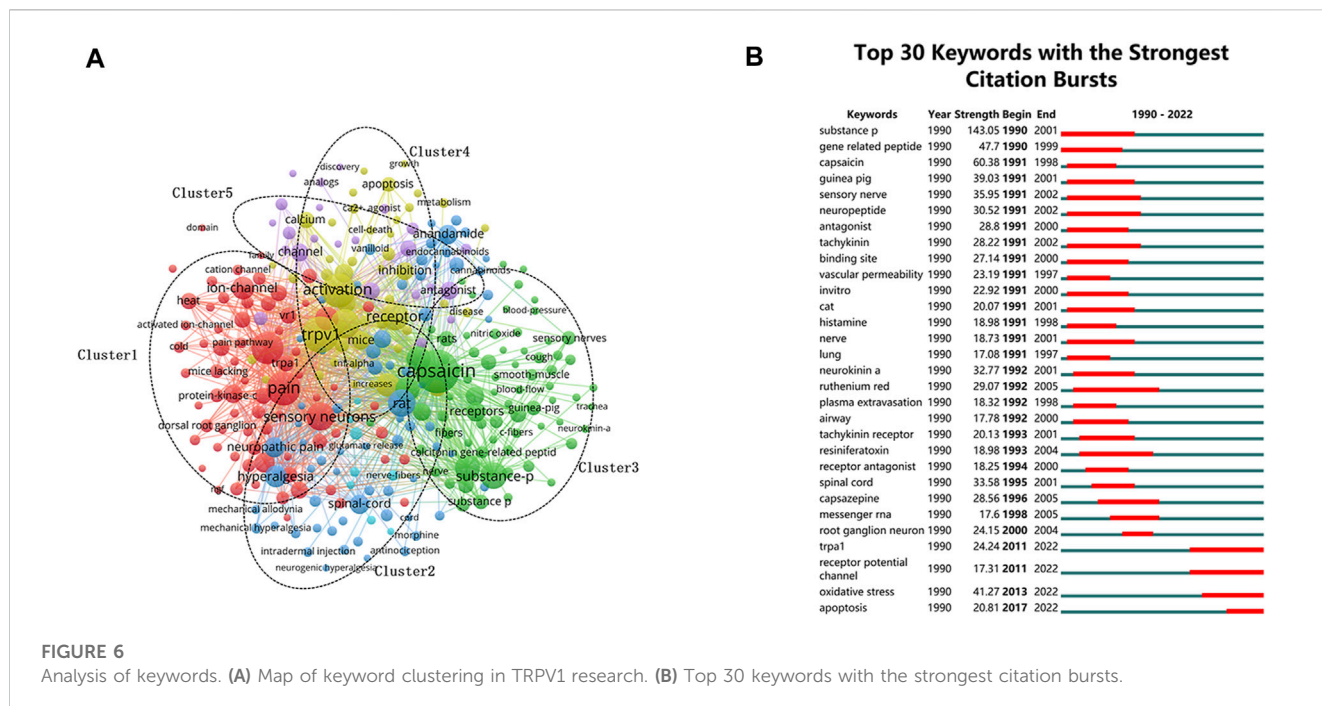 A
Cluster4
discovery
growth
analogs
apoptosis
Cluster5
ca2+ agonist
metabolism
calcium
domain
cell-death
anandamide
channel
vanilloid
endocannabinoids
family
cation channel
inhibition
cannabinoids
ion-channel
activation
antagonist
heat
disease
blood-pressure
vr1
receptor
activated ion-channel
trpv1
mice
rats
nitric oxide
sensory nerves
Cluster1
cold
pain pathway
tnf-alpha
cough
trpa1
capsaicin
smooth-muscle
mice lacking
increases
blood-flow
pain
rat
protein-kinase c
receptors
guinea-pig
trachea
sensory neurons
neurokinin-a
dorsal root ganglion
fibers
c-fibers
neuropathic pain
glutamate release
calcitonin gene-related peptid
Cluster3
hyperalgesia
nerve-fibers
nerve
substance-p
ngf
spinal-cord
substance p
mechanical allodynia
cord
mechanical hyperalgesia
morphine
intradermal injection
antinociception
neurogenic hyperalgesia
Cluster2
B
Top 30 Keywords with the Strongest
Citation Bursts
Keywords Year Strength Begin End 1990 - 2022
substance p 1990 143.05 1990 2001
gene related peptide 1990 47.7 1990 1999
capsaicin 1990 60.38 1991 1998
guinea pig 1990 39.03 1991 2001
sensory nerve 1990 35.95 1991 2002
neuropeptide 1990 30.52 1991 2002
antagonist 1990 28.8 1991 2000
tachykinin 1990 28.22 1991 2002
binding site 1990 27.14 1991 2000
vascular permeability 1990 23.19 1991 1997
invitro 1990 22.92 1991 2000
cat 1990 20.07 1991 2001
histamine 1990 18.98 1991 1998
nerve 1990 18.73 1991 2001
lung 1990 17.08 1991 1997
neurokinin a 1990 32.77 1992 2001
ruthenium red 1990 29.07 1992 2005
plasma extravasation 1990 18.32 1992 1998
airway 1990 17.78 1992 2000
tachykinin receptor 1990 20.13 1993 2001
resiniferatoxin 1990 18.98 1993 2004
receptor antagonist 1990 18.25 1994 2000
spinal cord 1990 33.58 1995 2001
capsazepine 1990 28.56 1996 2005
messenger rna 1990 17.6 1998 2005
root ganglion neuron 1990 24.15 2000 2004
trpa1 1990 24.24 2011 2022
receptor potential
channel 1990 17.31 2011 2022
oxidative stress 1990 41.27 2013 2022
apoptosis 1990 20.81 2017 2022
FIGURE 6
Analysis of keywords. (A) Map of keyword clustering in TRPV1 research. (B) Top 30 keywords with the strongest citation bursts.